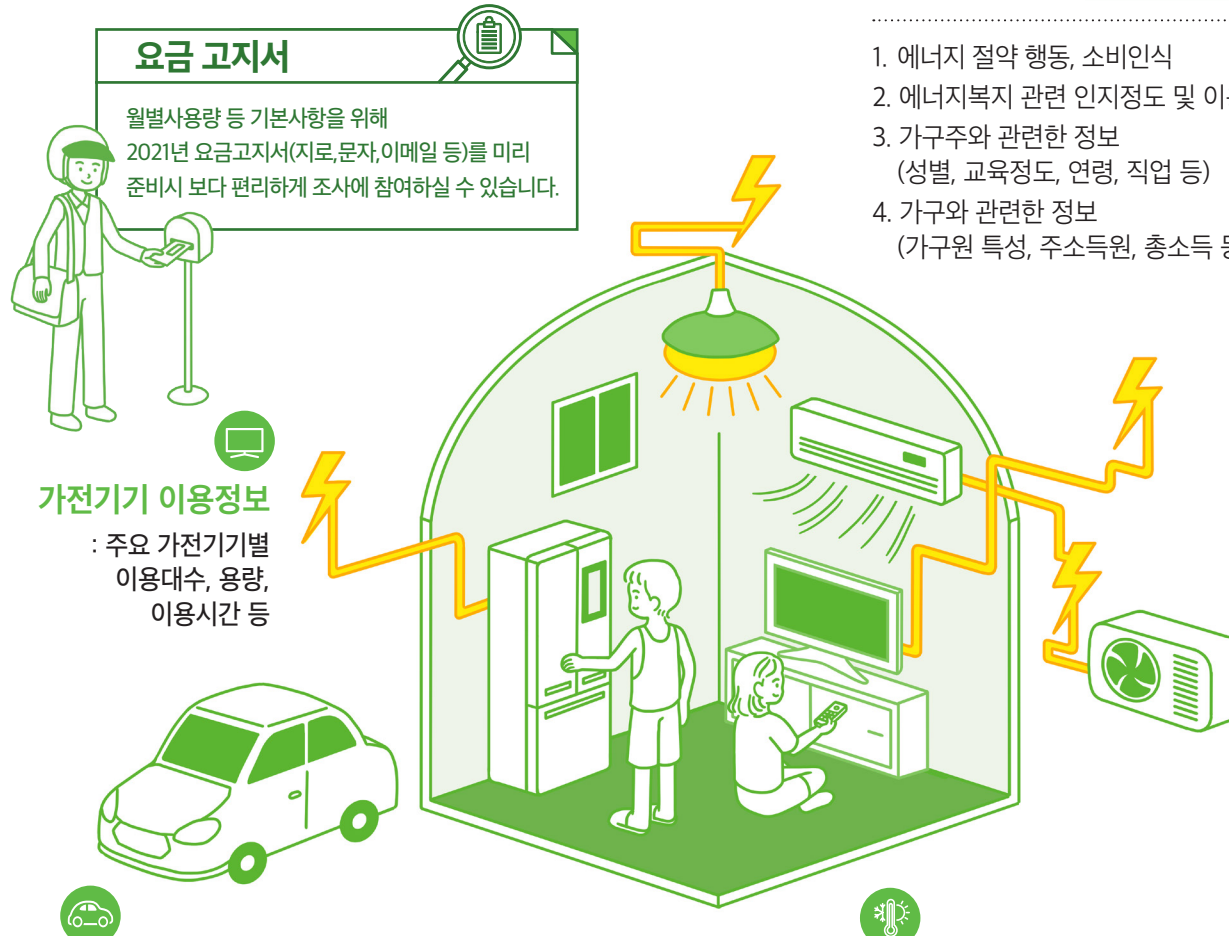 요금 고지서
월별사용량 등 기본사항을 위해
2021년 요금고지서(지로,문자,이메일 등)를 미리
준비시 보다 편리하게 조사에 참여하실 수 있습니다.
1. 에너지 절약 행동, 소비인식
2. 에너지복지 관련 인지정도 및
3. 가구주와 관련한 정보
(성별, 교육정도, 연령, 직업 등)
4. 가구와 관련한 정보
(가구원 특성, 주소득원, 총소득
가전기기 이용정보
: 주요 가전기기별
이용대수, 용량,
이용시간 등